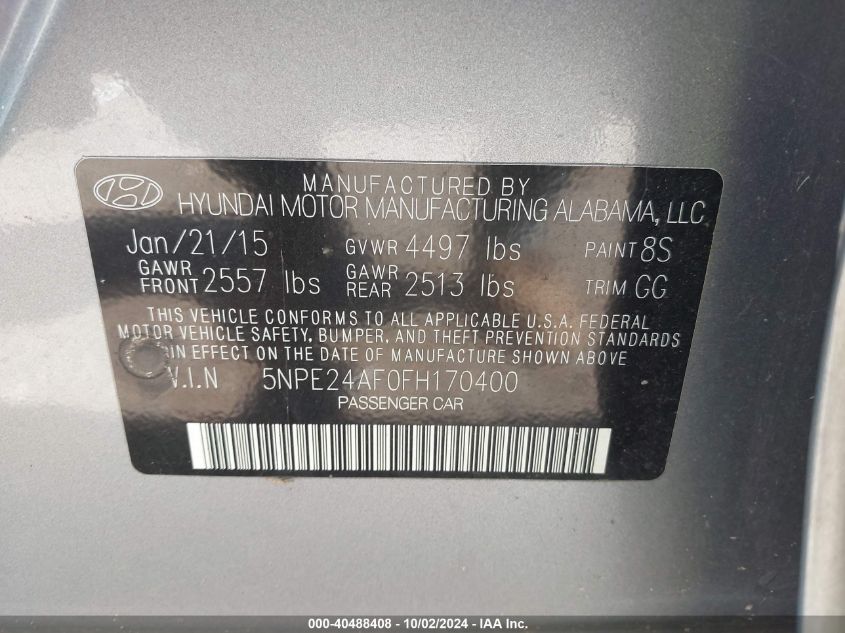 MANUFACTURED BY
HYUNDAI MOTOR MANUFACTURING ALABAMA, LLC
Jan/21/15 GVWR 4497 lbs PAINT 8S
GAWR FRONT 2557 lbs GAWR REAR 2513 lbs TRIM GG
THIS VEHICLE CONFORMS TO ALL APPLICABLE U.S.A. FEDERAL
MOTOR VEHICLE SAFETY, BUMPER, AND THEFT PREVENTION STANDARDS
IN EFFECT ON THE DATE OF MANUFACTURE SHOWN ABOVE
V.I.N 5NPE24AF0FH170400
PASSENGER CAR
000-40488408 - 10/02/2024 - IAA Inc.